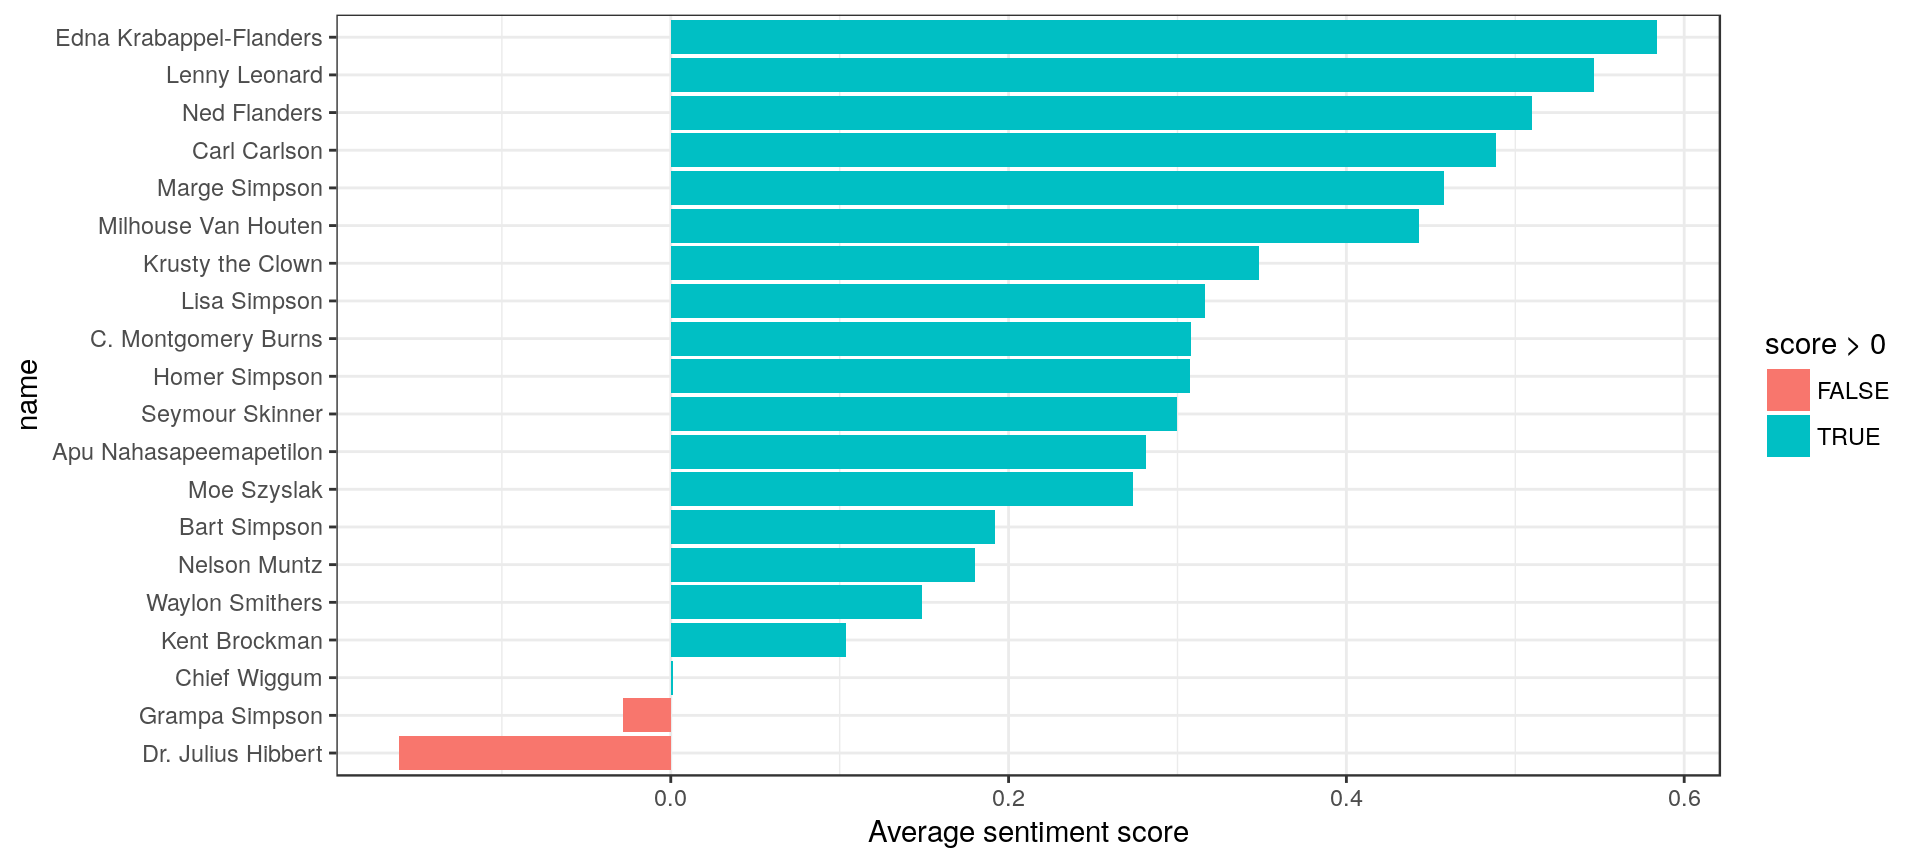 Edna Krabappel-Flanders
Lenny Leonard
Ned Flanders
Carl Carlson
Marge Simpson
Milhouse Van Houten
Krusty the Clown
Lisa Simpson
C. Montgomery Burns
Homer Simpson
Seymour Skinner
Apu Nahasapeemapetilon
Moe Szyslak
Bart Simpson
Nelson Muntz
Waylon Smithers
Kent Brockman
Chief Wiggum
Grampa Simpson
Dr. Julius Hibbert
name
0.0 0.2 0.4 0.6
Average sentiment score
score > 0
FALSE
TRUE